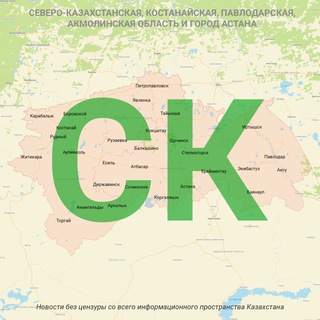 СЕВЕРО-КАЗАХСТАНСКАЯ, КОСТАНАЙСКАЯ, ПАВЛОДАРСКАЯ,
АКМОЛИНСКАЯ ОБЛАСТЬ И ГОРОД АСТАНА
Петропавловск
Явленка
Карабалык
Боровской
Тайынша
Костанай
Кокшетау
Иртышск
Рудный
Рузаевка
Щучинск
Балкашино
Степногорск
Житикара
Аулиеколь
Есиль
Атбасар
Павлодар
Ерейментау
Экибастуз
Аксу
Державинск
Сочинское
Астана
Баянаул
Амангельды
Аркалык
Коргалжын
Торгай
СК
Новости без цензуры со всего информационного пространства Казахстана